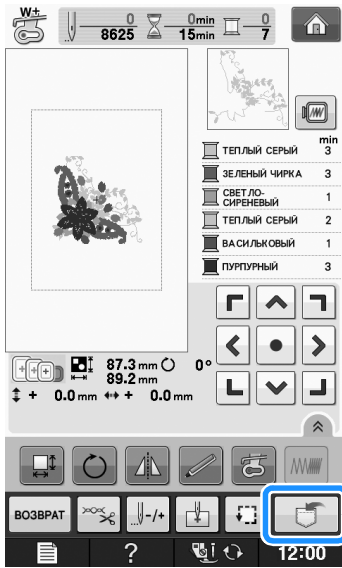 W+
0 0min 0
8625 15min 7
min
ТЕПЛЫЙ СЕРЫЙ 3
ЗЕЛЕНЫЙ ЧИРКА 3
СВЕТЛО-
СИРЕНЕВЫЙ 1
ТЕПЛЫЙ СЕРЫЙ 2
ВАСИЛЬКОВЫЙ 1
ПУРПУРНЫЙ 3
87.3 mm 0°
89.2 mm
+ 0.0 mm + 0.0 mm
ВОЗВРАТ -/+
? 12:00